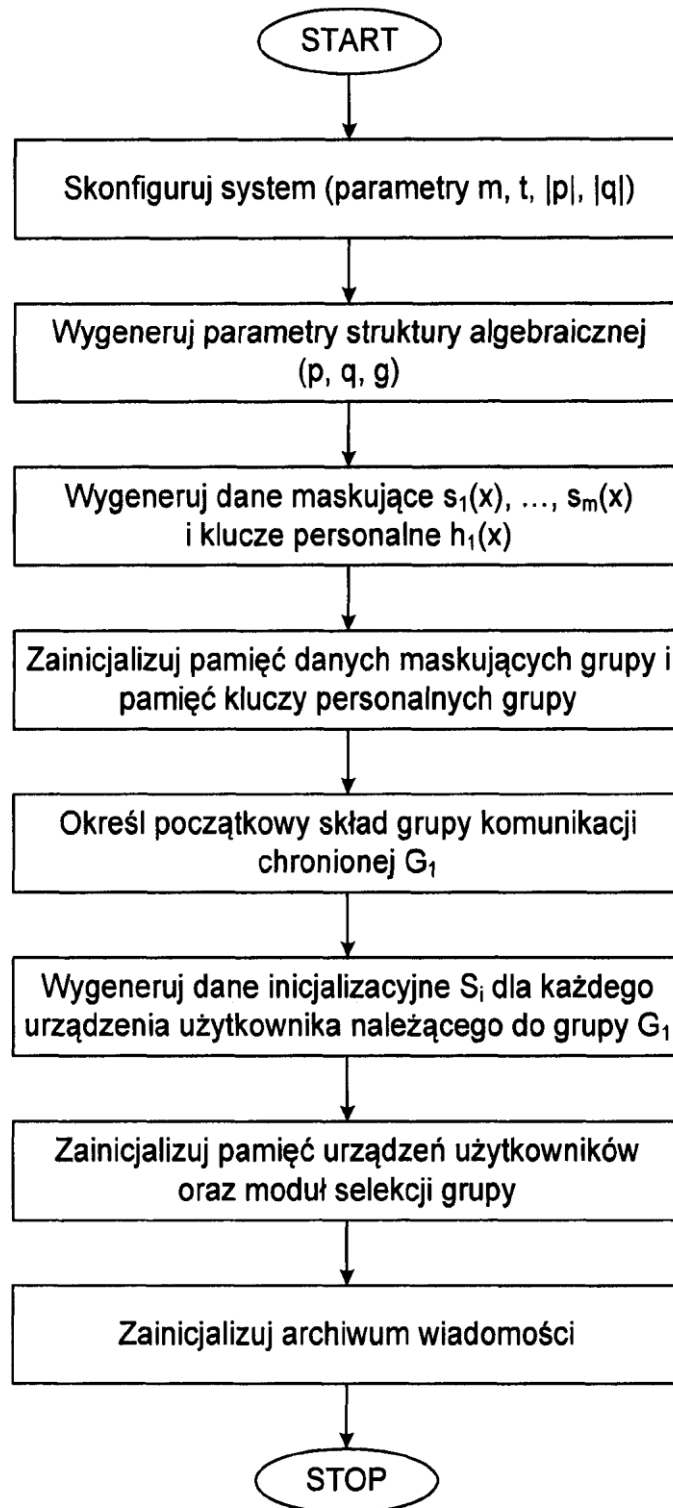 START
Skonfiguruj system (parametry m, t, |p|, |q|)
Wygeneruj parametry struktury algebraicznej
(p, q, g)
Wygeneruj dane maskujące s₁(x), ..., sₘ(x)
i klucze personalne h₁(x)
Zainicjalizuj pamięć danych maskujących grupy i
pamięć kluczy personalnych grupy
Określ początkowy skład grupy komunikacji
chronionej G₁
Wygeneruj dane inicjalizacyjne Sᵢ dla każdego
urządzenia użytkownika należącego do grupy G₁
Zainicjalizuj pamięć urządzeń użytkowników
oraz moduł selekcji grupy
Zainicjalizuj archiwum wiadomości
STOP